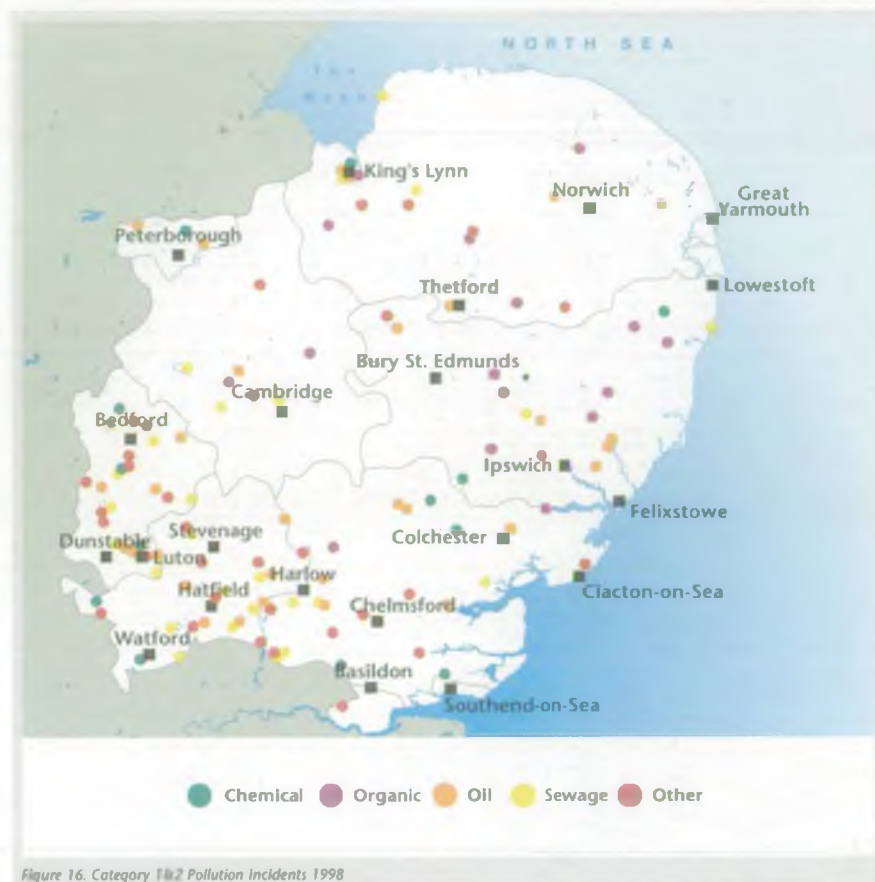 NORTH SEA
The
Wash
King's Lynn
Norwich
Great
Yarmouth
Peterborough
Lowestoft
Thetford
Bury St. Edmunds
Cambridge
Bedford
Ipswich
Felixstowe
Stevenage
Colchester
Dunstable
Luton
Harlow
Clacton-on-Sea
Hatfield
Chelmsford
Watford
Basildon
Southend-on-Sea
Chemical Organic Oil Sewage Other
Figure 16. Category 1&2 Pollution Incidents 1998